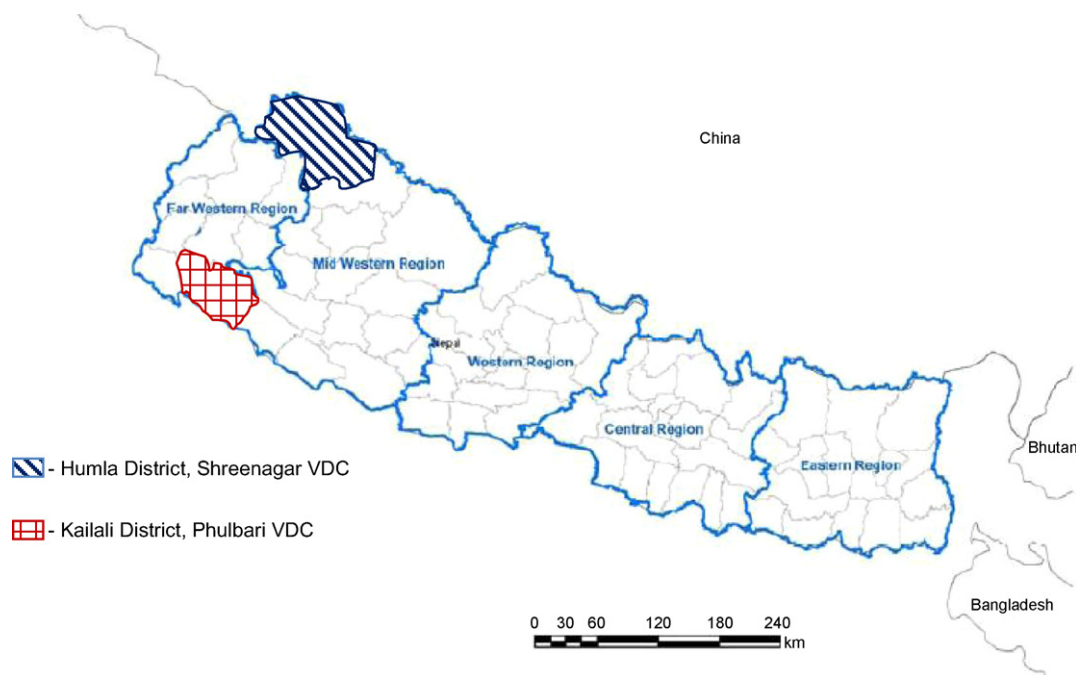 China
Far Western Region
Mid Western Region
Nepal
Western Region
Central Region
Bhutan
Eastern Region
- Humla District, Shreenagar VDC
- Kailali District, Phulbari VDC
Bangladesh
0 30 60 120 180 240
km